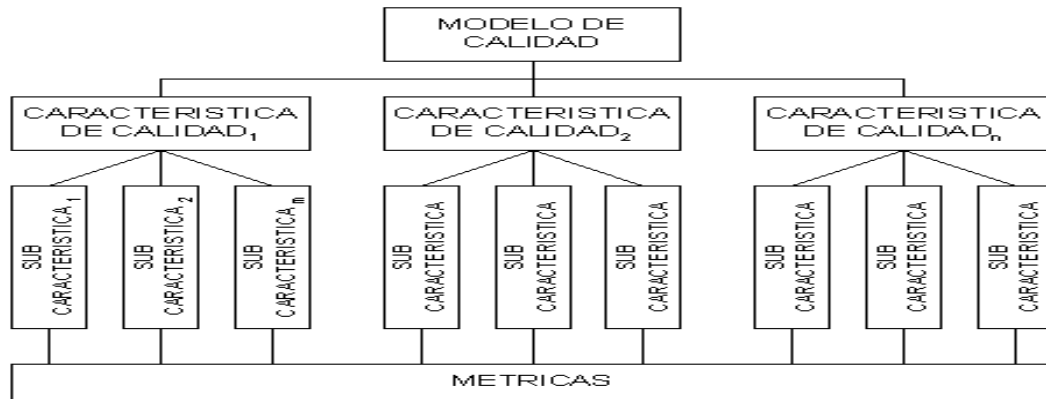 MODELO DE
CALIDAD
CARACTERISTICA
DE CALIDAD₁
CARACTERISTICA
DE CALIDAD₂
CARACTERISTICA
DE CALIDADₙ
SUB
CARACTERISTICA₁
SUB
CARACTERISTICA₂
SUB
CARACTERISTICAₘ
SUB
CARACTERISTICA
SUB
CARACTERISTICA
SUB
CARACTERISTICA
SUB
CARACTERISTICA
SUB
CARACTERISTICA
SUB
CARACTERISTICA
METRICAS